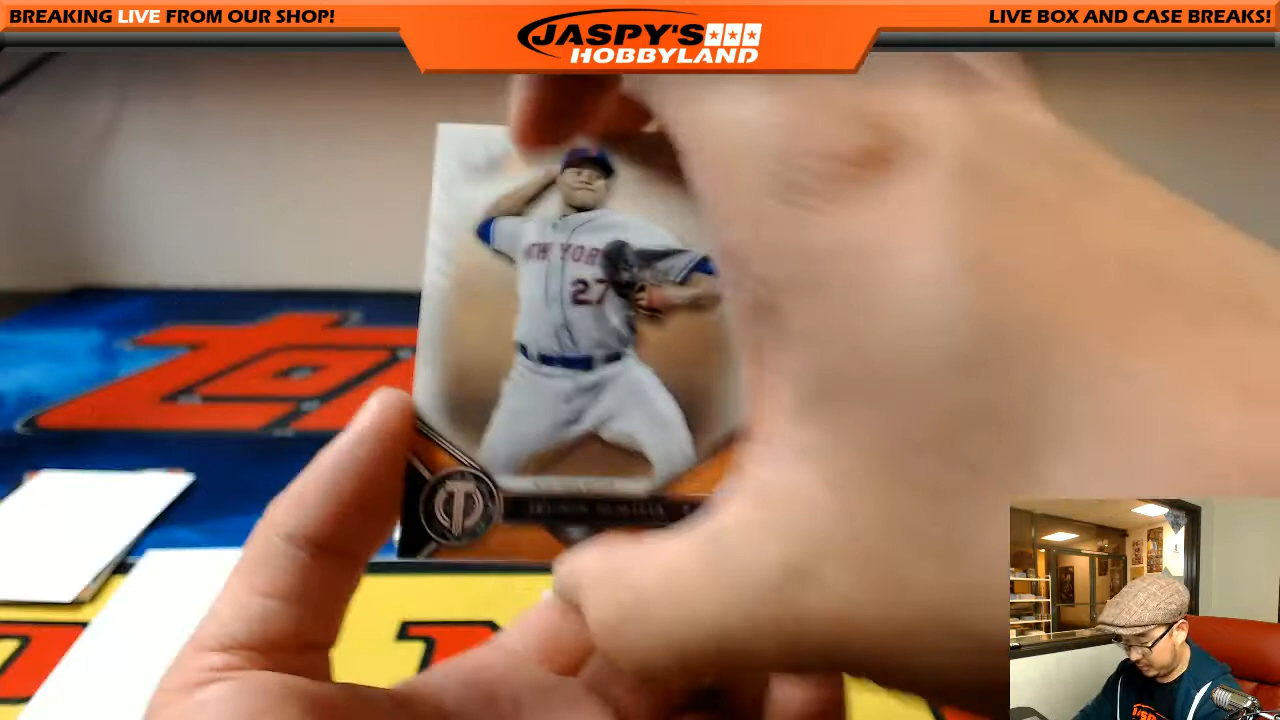 BREAKING LIVE FROM OUR SHOP!
JASPY'S
HOBBYLAND
LIVE BOX AND CASE BREAKS!
NEW YORK
27
T